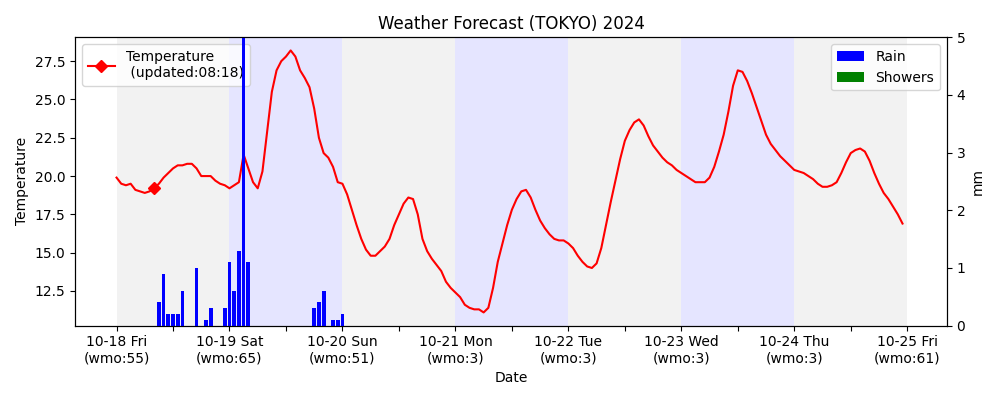 Weather Forecast (TOKYO) 2024
Temperature
(updated:08:18)
Rain
Showers
27.5
25.0
22.5
20.0
17.5
15.0
12.5
Temperature
5
4
3
2
1
0
mm
10-18 Fri
(wmo:55)
10-19 Sat
(wmo:65)
10-20 Sun
(wmo:51)
10-21 Mon
(wmo:3)
10-22 Tue
(wmo:3)
10-23 Wed
(wmo:3)
10-24 Thu
(wmo:3)
10-25 Fri
(wmo:61)
Date